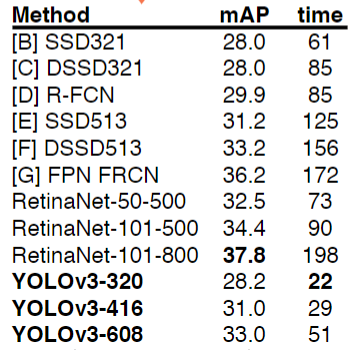 Method mAP time
[B] SSD321 28.0 61
[C] DSSD321 28.0 85
[D] R-FCN 29.9 85
[E] SSD513 31.2 125
[F] DSSD513 33.2 156
[G] FPN FRCN 36.2 172
RetinaNet-50-500 32.5 73
RetinaNet-101-500 34.4 90
RetinaNet-101-800 37.8 198
YOLOv3-320 28.2 22
YOLOv3-416 31.0 29
YOLOv3-608 33.0 51